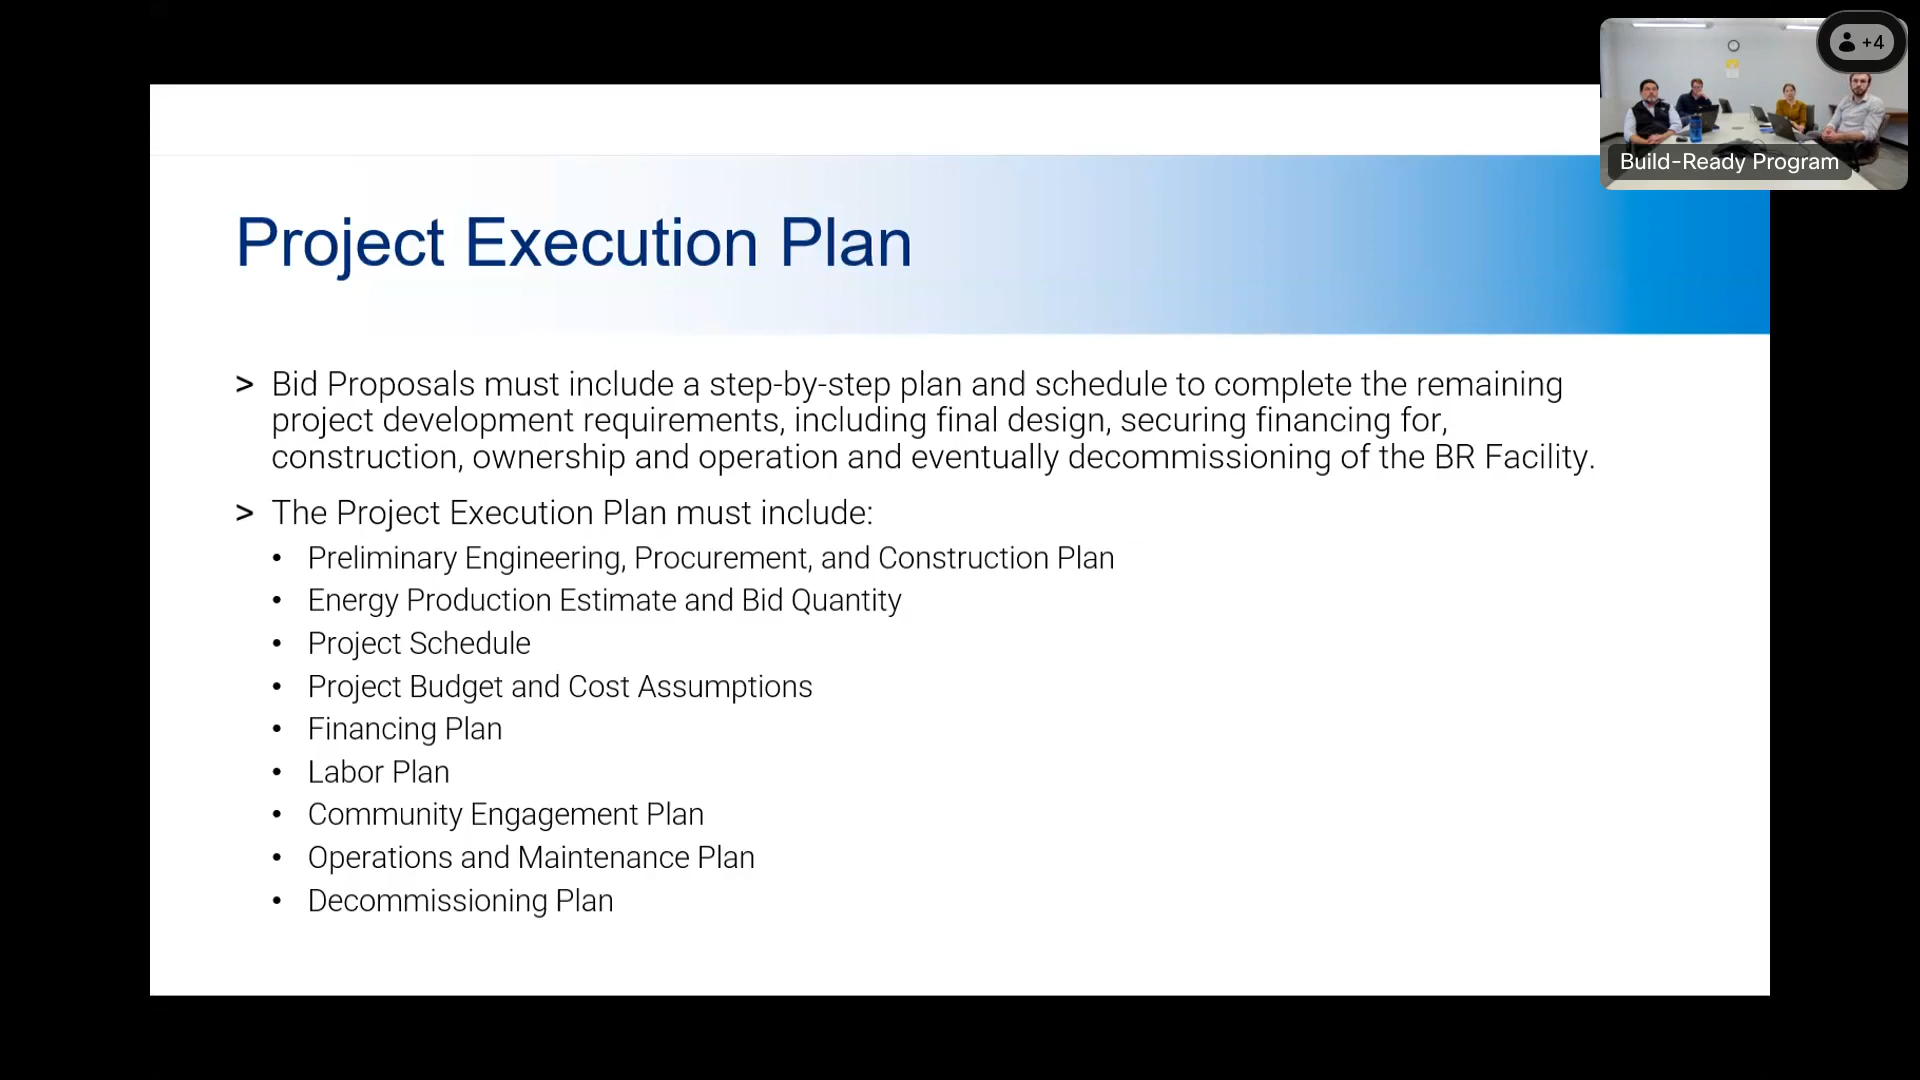 +4
Build-Ready Program
Project Execution Plan
> Bid Proposals must include a step-by-step plan and schedule to complete the remaining
project development requirements, including final design, securing financing for,
construction, ownership and operation and eventually decommissioning of the BR Facility.
> The Project Execution Plan must include:
• Preliminary Engineering, Procurement, and Construction Plan
• Energy Production Estimate and Bid Quantity
• Project Schedule
• Project Budget and Cost Assumptions
• Financing Plan
• Labor Plan
• Community Engagement Plan
• Operations and Maintenance Plan
• Decommissioning Plan